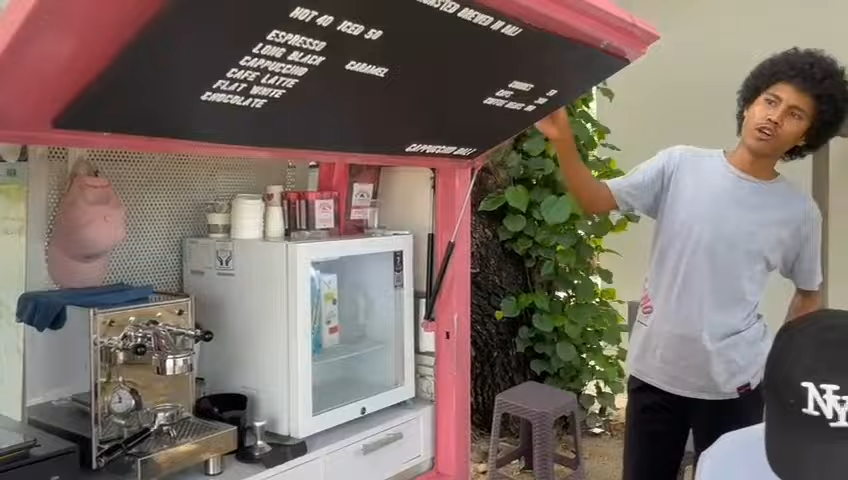 ROASTED BREWED IN BALI
HOT 40 ICED 50
ESPRESSO
LONG BLACK
CAPPUCCINO
CAFE LATTE
FLAT WHITE
CHOCOLATE
CARAMEL
CAPPUCCINO BALI
NY